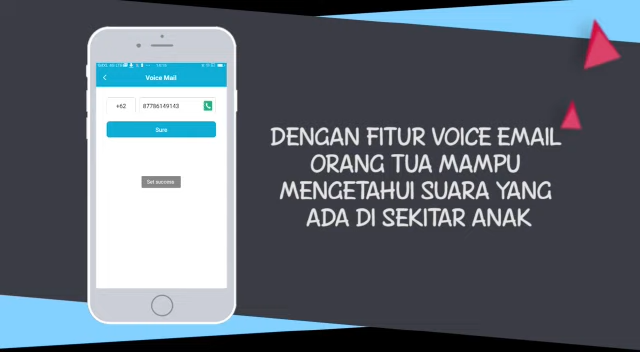 Voice Mail
+62 87786149143
Sure
Set success
DENGAN FITUR VOICE EMAIL
ORANG TUA MAMPU
MENGETAHUI SUARA YANG
ADA DI SEKITAR ANAK